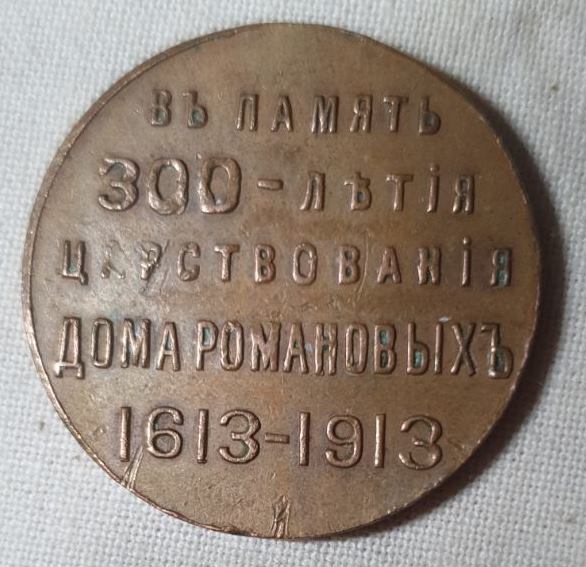 ВЪ ПАМЯТЬ
300-ЛѢТІЯ
ЦАРСТВОВАНІЯ
ДОМА РОМАНОВЫХЪ
1613-1913